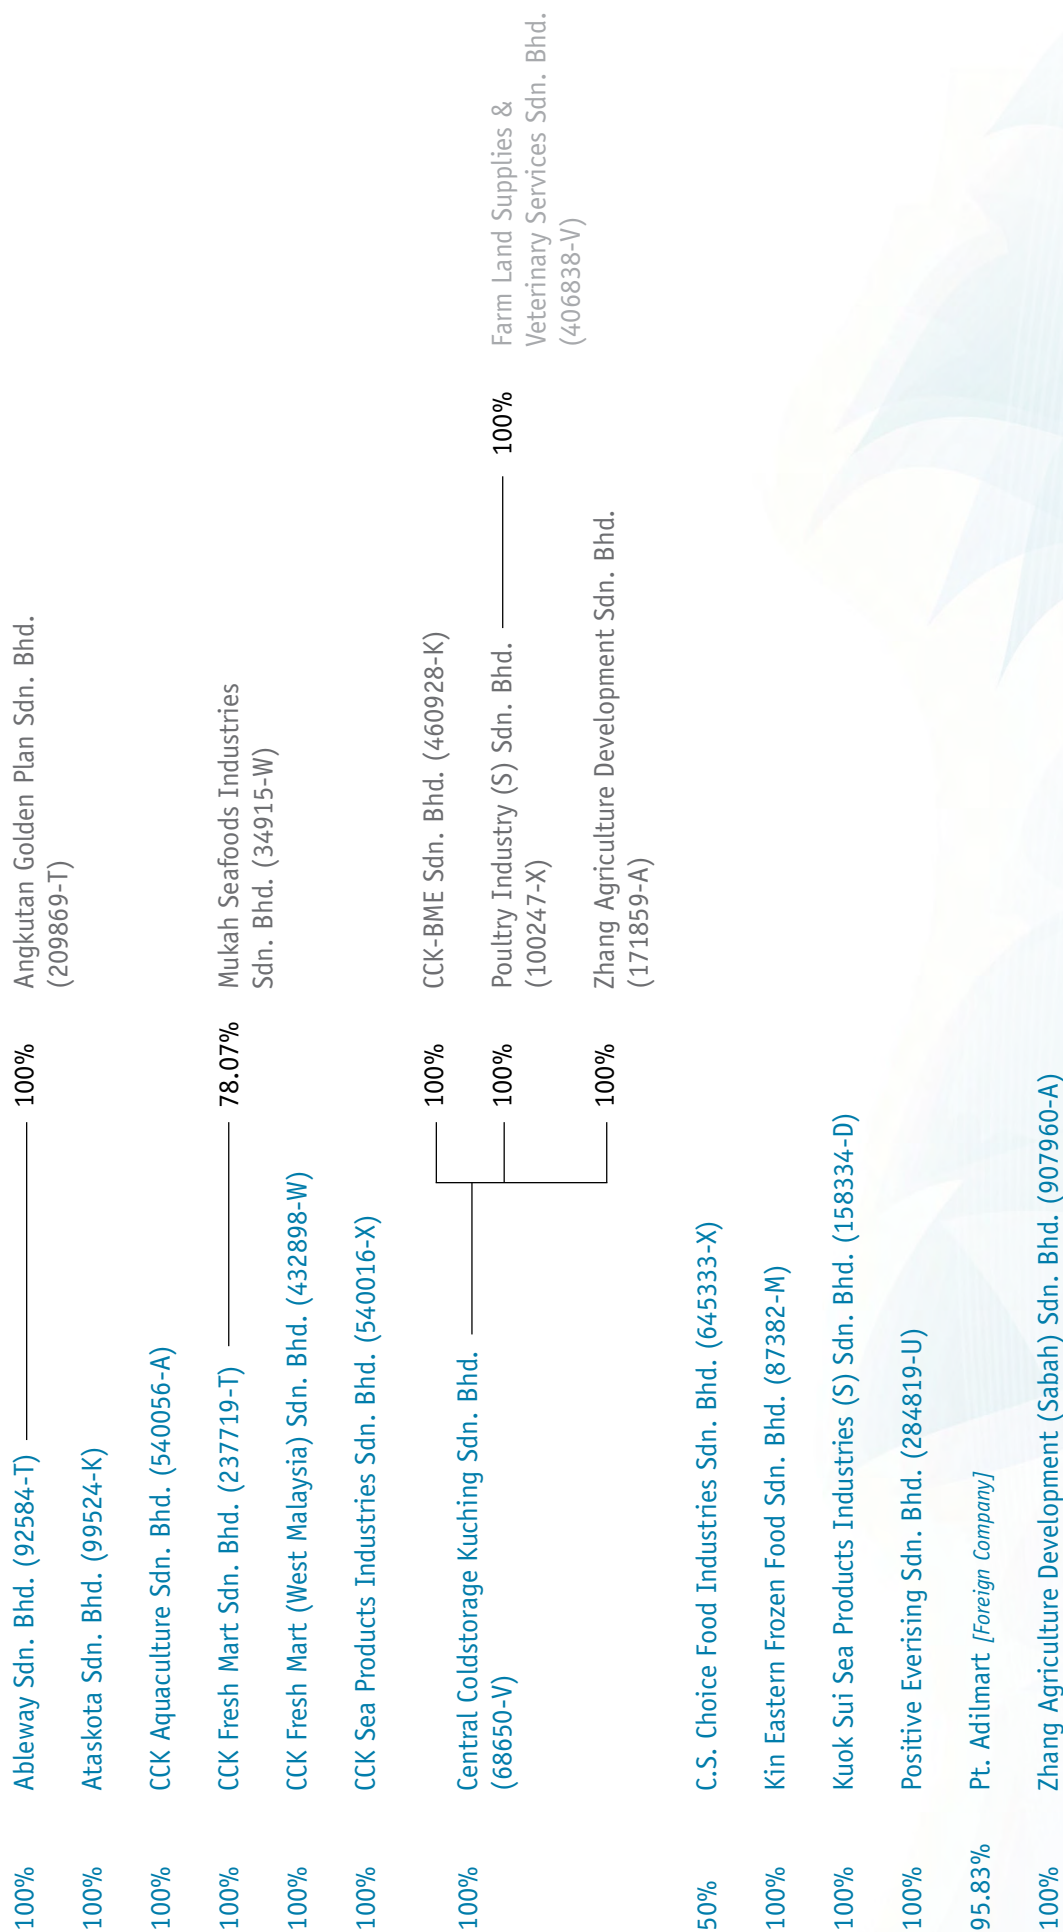 100% Ableway Sdn. Bhd. (92584-T) 100% Angkutan Golden Plan Sdn. Bhd.
(209869-T)
100% Ataskota Sdn. Bhd. (99524-K)
100% CCK Aquaculture Sdn. Bhd. (540056-A)
100% CCK Fresh Mart Sdn. Bhd. (237719-T) 78.07% Mukah Seafoods Industries
Sdn. Bhd. (34915-W)
100% CCK Fresh Mart (West Malaysia) Sdn. Bhd. (432898-W)
100% CCK Sea Products Industries Sdn. Bhd. (540016-X)
100% Central Coldstorage Kuching Sdn. Bhd.
(68650-V)
100% CCK-BME Sdn. Bhd. (460928-K)
100% Poultry Industry (S) Sdn. Bhd. 100% Farm Land Supplies &
(100247-X) Veterinary Services Sdn. Bhd.
(406838-V)
100% Zhang Agriculture Development Sdn. Bhd.
(171859-A)
50% C.S. Choice Food Industries Sdn. Bhd. (645333-X)
100% Kin Eastern Frozen Food Sdn. Bhd. (87382-M)
100% Kuok Sui Sea Products Industries (S) Sdn. Bhd. (158334-D)
100% Positive Everising Sdn. Bhd. (284819-U)
95.83% Pt. Adilmart [Foreign Company]
100% Zhang Agriculture Development (Sabah) Sdn. Bhd. (907960-A)